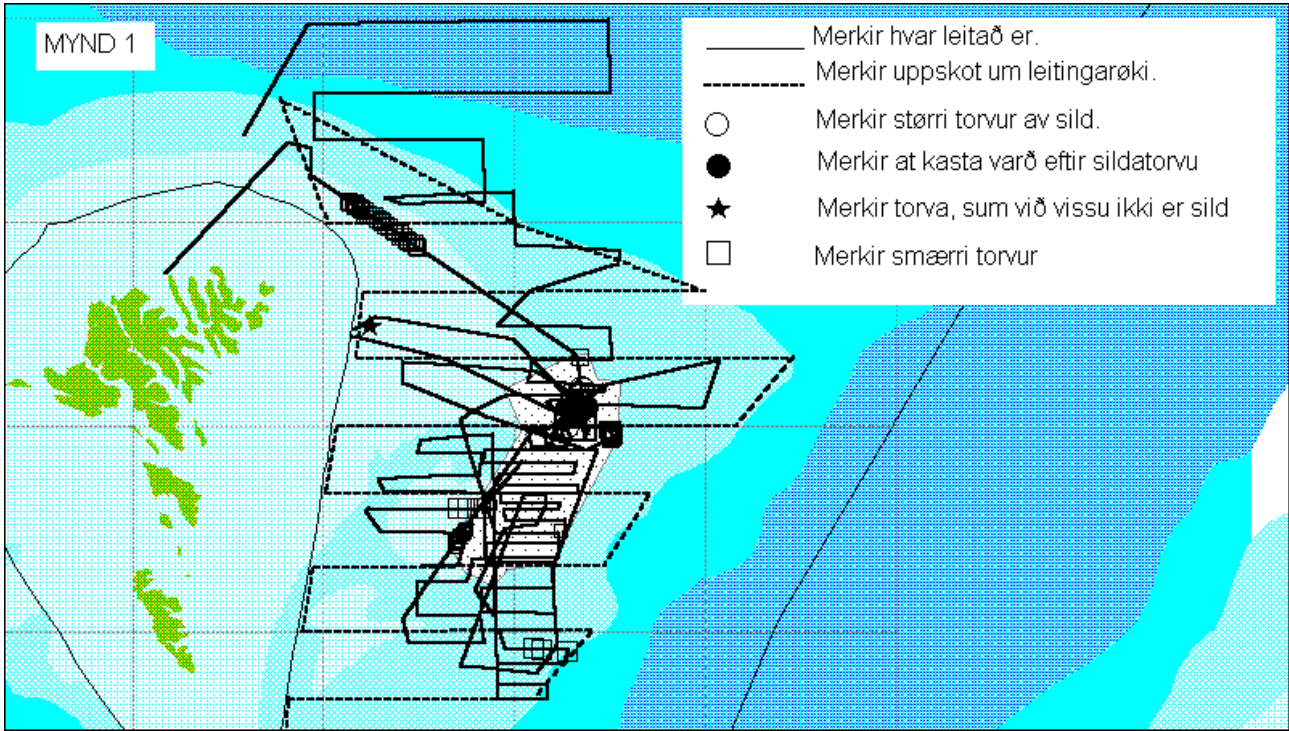 MYND 1
Merkir hvar leitað er.
Merkir uppskot um leitingarøki.
Merkir størri torvur av sild.
Merkir at kasta varð eftir sildatorvu
Merkir torva, sum við vissu ikki er sild
Merkir smærri torvur